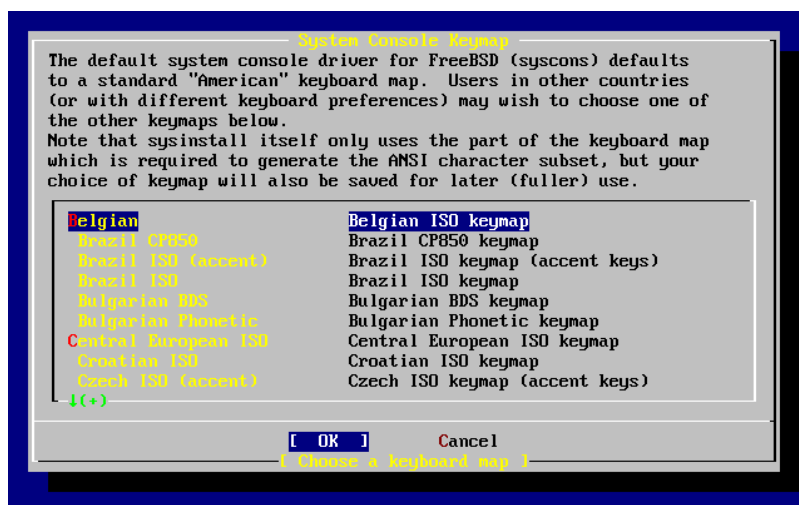 System Console Keymap
The default system console driver for FreeBSD (syscons) defaults
to a standard "American" keyboard map.  Users in other countries
(or with different keyboard preferences) may wish to choose one of
the other keymaps below.
Note that sysinstall itself only uses the part of the keyboard map
which is required to generate the ANSI character subset, but your
choice of keymap will also be saved for later (fuller) use.
Belgian Belgian ISO keymap
Brazil CP850 Brazil CP850 keymap
Brazil ISO (accent) Brazil ISO keymap (accent keys)
Brazil ISO Brazil ISO keymap
Bulgarian BDS Bulgarian BDS keymap
Bulgarian Phonetic Bulgarian Phonetic keymap
Central European ISO Central European ISO keymap
Croatian ISO Croatian ISO keymap
Czech ISO (accent) Czech ISO keymap (accent keys)
↓(+)
[ OK ] Cancel
[ Choose a keyboard map ]